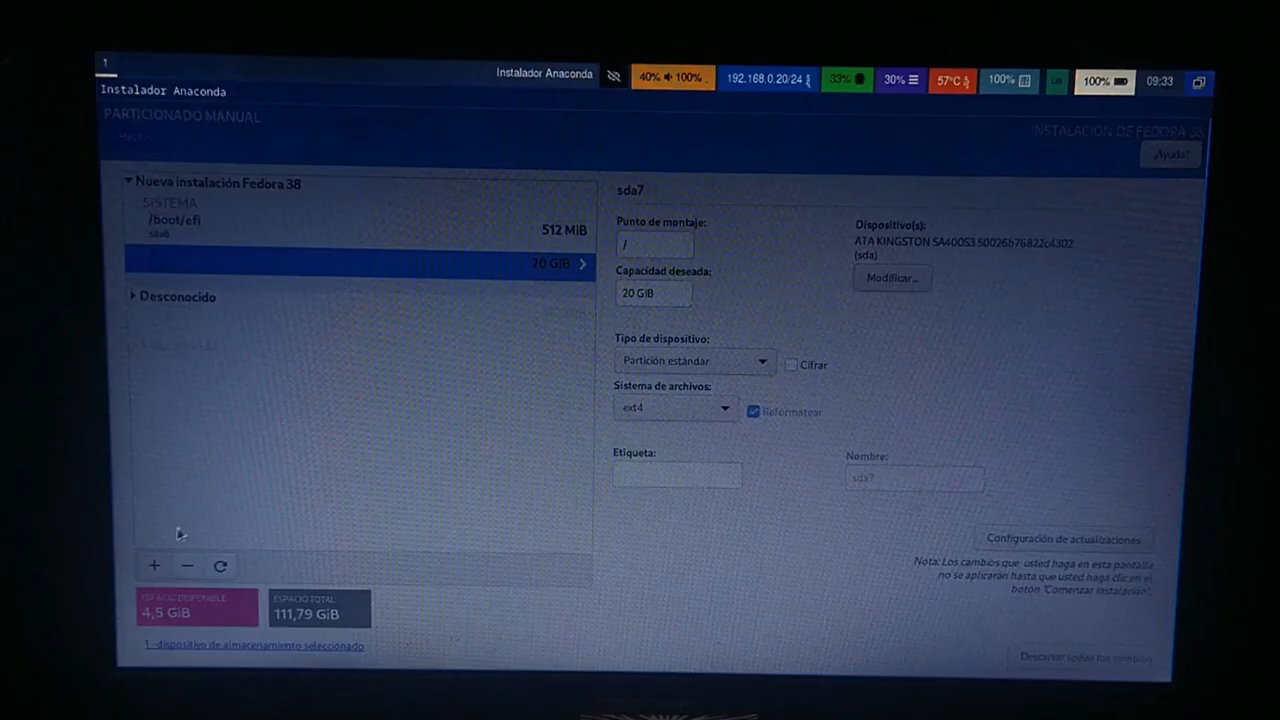 1
Instalador Anaconda
40% 100%
192.168.0.20/24
33%
30%
57°C
100%
us
100%
09:33
Instalador Anaconda
PARTICIONADO MANUAL
INSTALACIÓN DE FEDORA 38
Hecho
¡Ayuda!
Nueva instalación Fedora 38
SISTEMA
/boot/efi
sda6
512 MiB
20 GiB
Desconocido
sda7
Punto de montaje:
/
Capacidad deseada:
20 GiB
Dispositivo(s):
ATA KINGSTON SA400S3 50026b76822c4302
(sda)
Modificar...
Tipo de dispositivo:
Partición estándar
Cifrar
Sistema de archivos:
ext4
Reformatear
Etiqueta:
Nombre:
sda7
Configuración de actualizaciones
Nota: Los cambios que usted haga en esta pantalla
no se aplicarán hasta que usted haga clic en el
botón 'Comenzar instalación'.
ESPACIO DISPONIBLE
4,5 GiB
ESPACIO TOTAL
111,79 GiB
1 dispositivo de almacenamiento seleccionado
Descartar todos los cambios